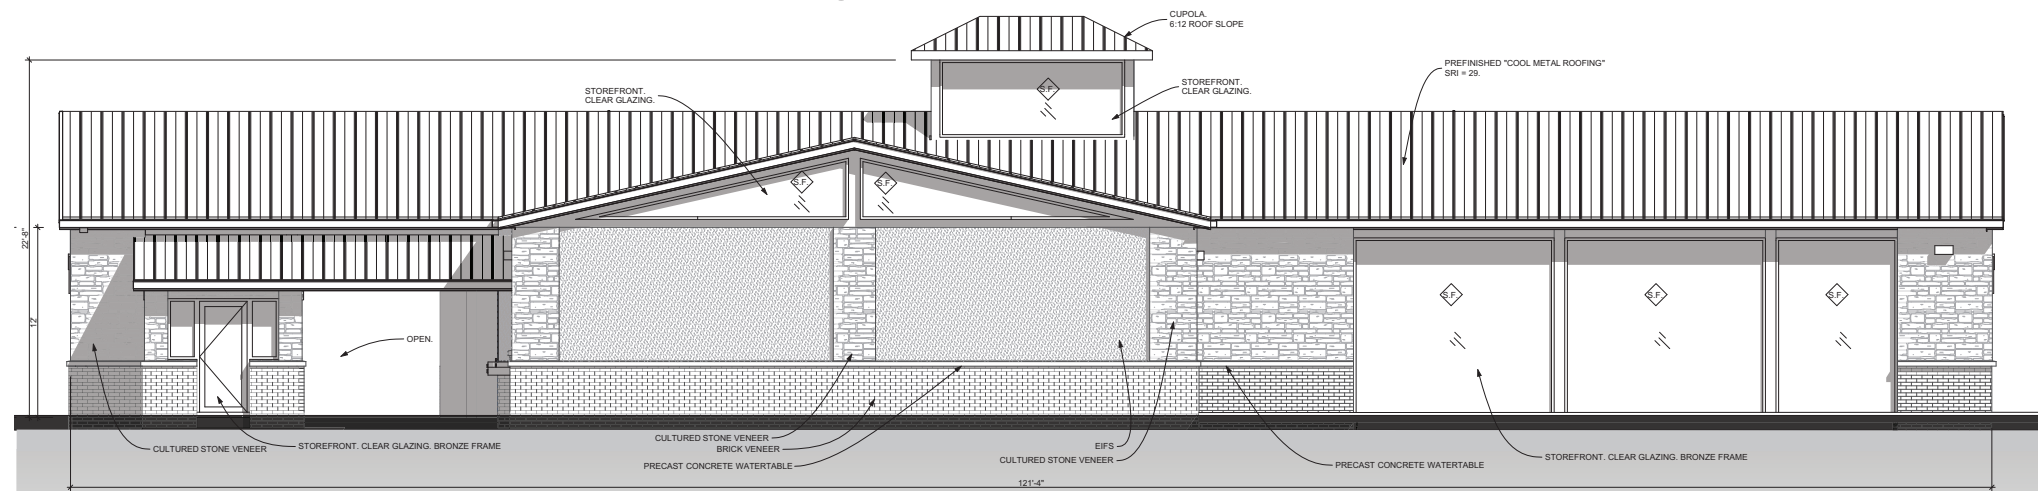 CUPOLA.
6:12 ROOF SLOPE
PREFINISHED "COOL METAL ROOFING"
SRI = 29.
STOREFRONT.
CLEAR GLAZING.
STOREFRONT.
CLEAR GLAZING.
S.F.
S.F.
S.F.
22'-8"
12'
S.F.
S.F.
S.F.
OPEN.
CULTURED STONE VENEER
STOREFRONT. CLEAR GLAZING. BRONZE FRAME
CULTURED STONE VENEER
BRICK VENEER
PRECAST CONCRETE WATERTABLE
EIFS
CULTURED STONE VENEER
PRECAST CONCRETE WATERTABLE
STOREFRONT. CLEAR GLAZING. BRONZE FRAME
121'-4"